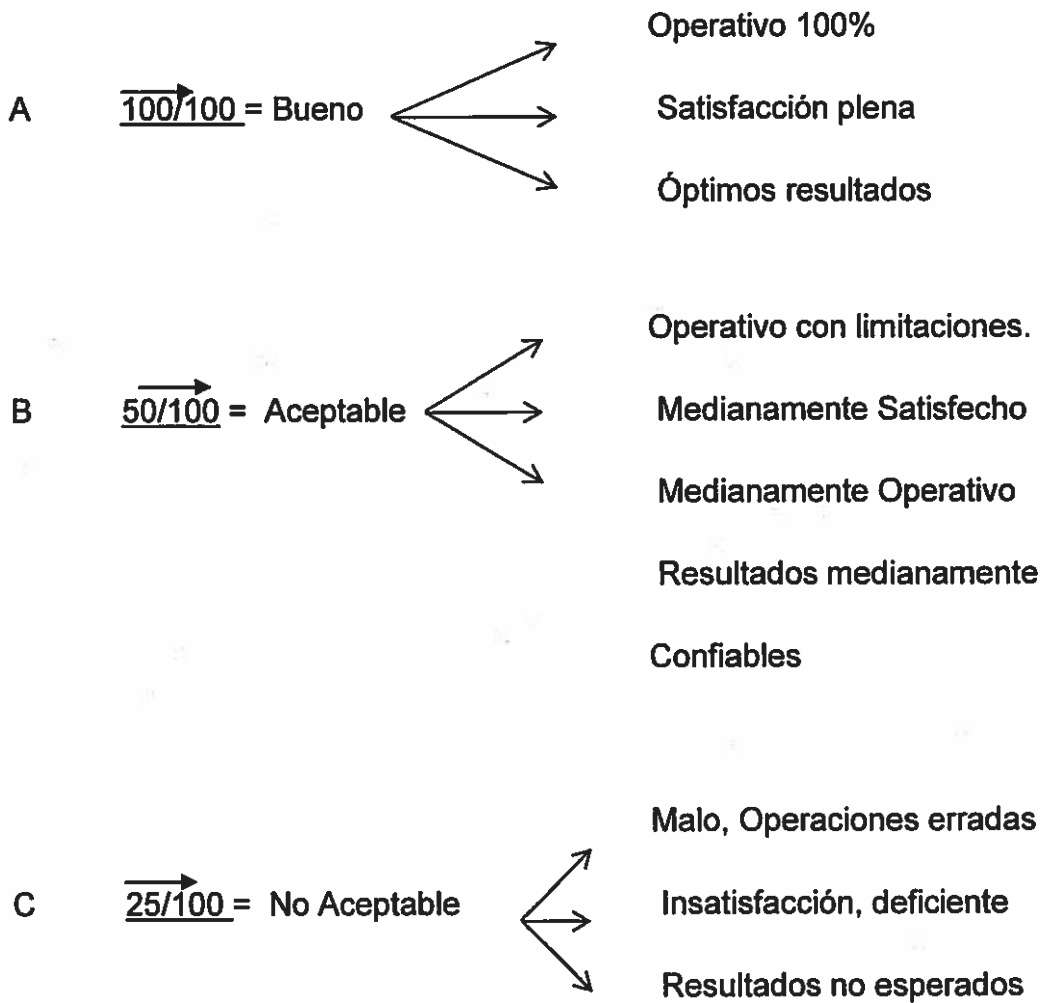 Operativo 100%
A 100/100 = Bueno
Satisfacción plena
Óptimos resultados
Operativo con limitaciones.
B 50/100 = Aceptable
Medianamente Satisfecho
Medianamente Operativo
Resultados medianamente
Confiables
Malo, Operaciones erradas
C 25/100 = No Aceptable
Insatisfacción, deficiente
Resultados no esperados